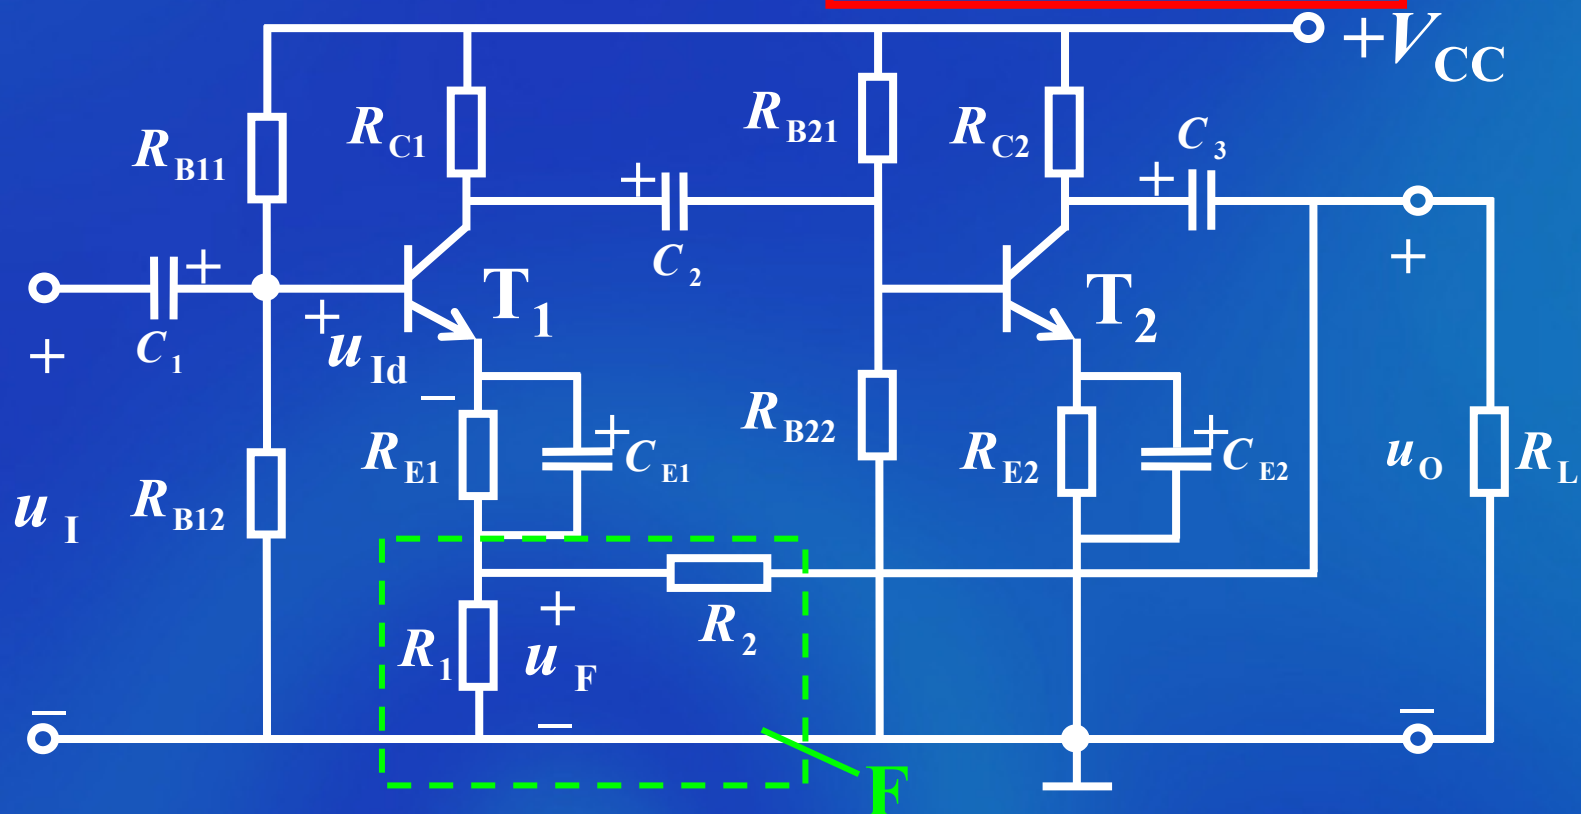 +VCC
RB11
RC1
RB21
RC2
+ C3
+ C2
C1 +
T1
T2
+
+
+ uId −
RE1
+ CE1
RB22
RE2
+ CE2
uO
RL
uI
RB12
R1
+ uF −
R2
−
−
F